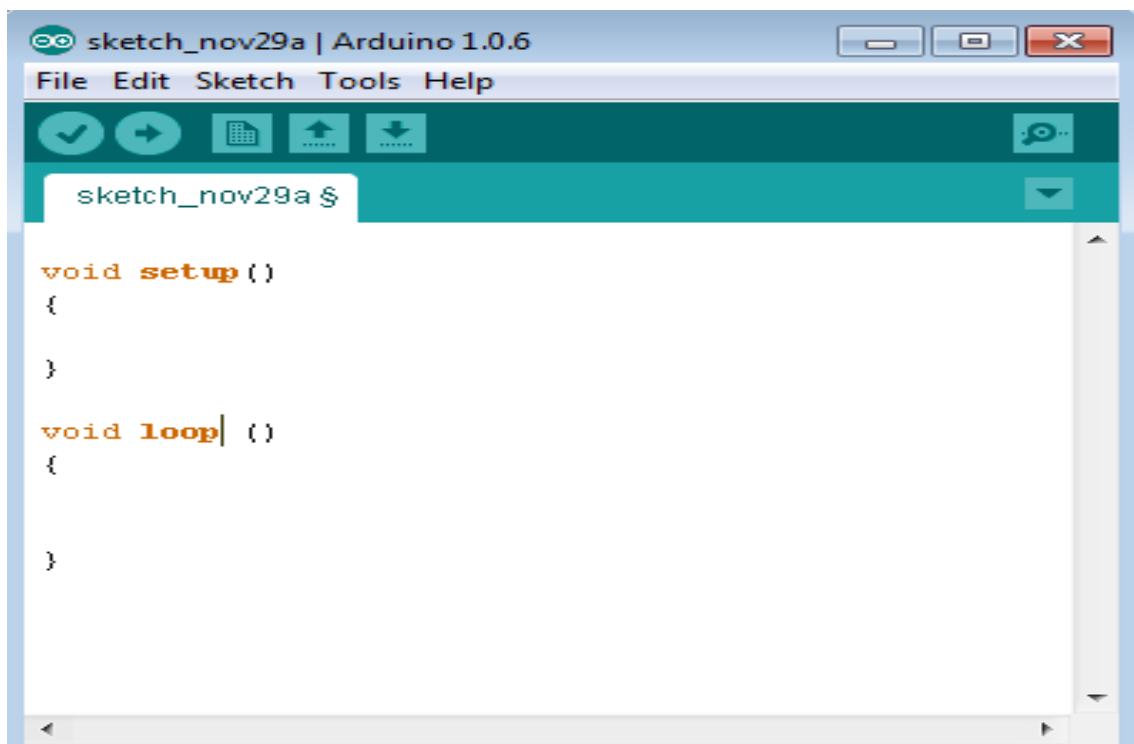 sketch_nov29a | Arduino 1.0.6
File Edit Sketch Tools Help
sketch_nov29a §
void setup()
{
}
void loop ()
{
}